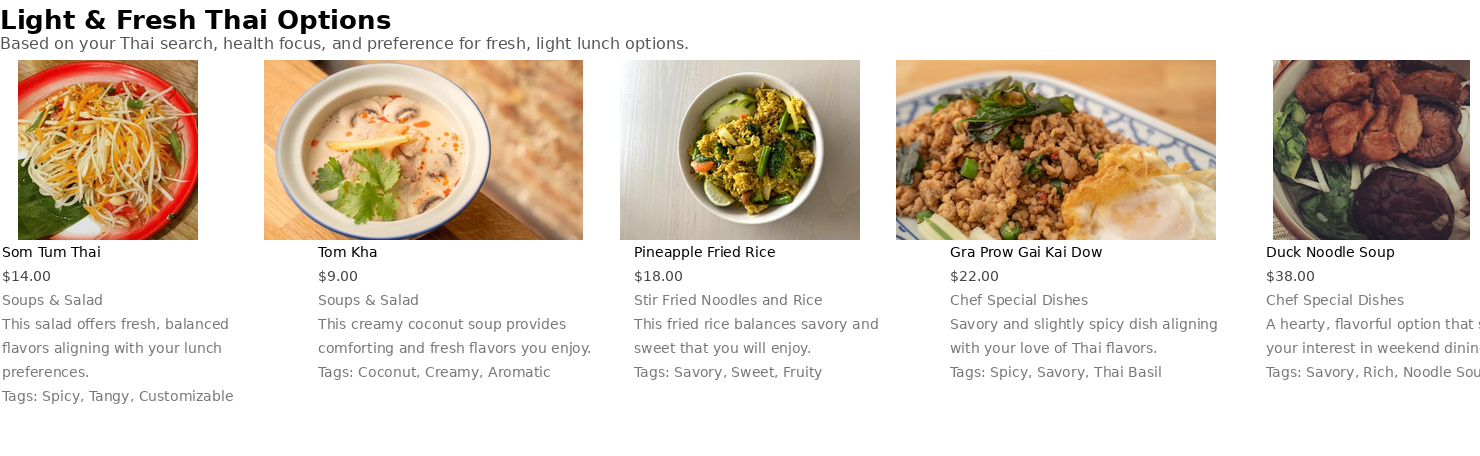 Light & Fresh Thai Options
Based on your Thai search, health focus, and preference for fresh, light lunch options.
Som Tum Thai
$14.00
Soups & Salad
This salad offers fresh, balanced
flavors aligning with your lunch
preferences.
Tags: Spicy, Tangy, Customizable
Tom Kha
$9.00
Soups & Salad
This creamy coconut soup provides
comforting and fresh flavors you enjoy.
Tags: Coconut, Creamy, Aromatic
Pineapple Fried Rice
$18.00
Stir Fried Noodles and Rice
This fried rice balances savory and
sweet that you will enjoy.
Tags: Savory, Sweet, Fruity
Gra Prow Gai Kai Dow
$22.00
Chef Special Dishes
Savory and slightly spicy dish aligning
with your love of Thai flavors.
Tags: Spicy, Savory, Thai Basil
Duck Noodle Soup
$38.00
Chef Special Dishes
A hearty, flavorful option that
your interest in weekend
Tags: Savory, Rich, Noodle